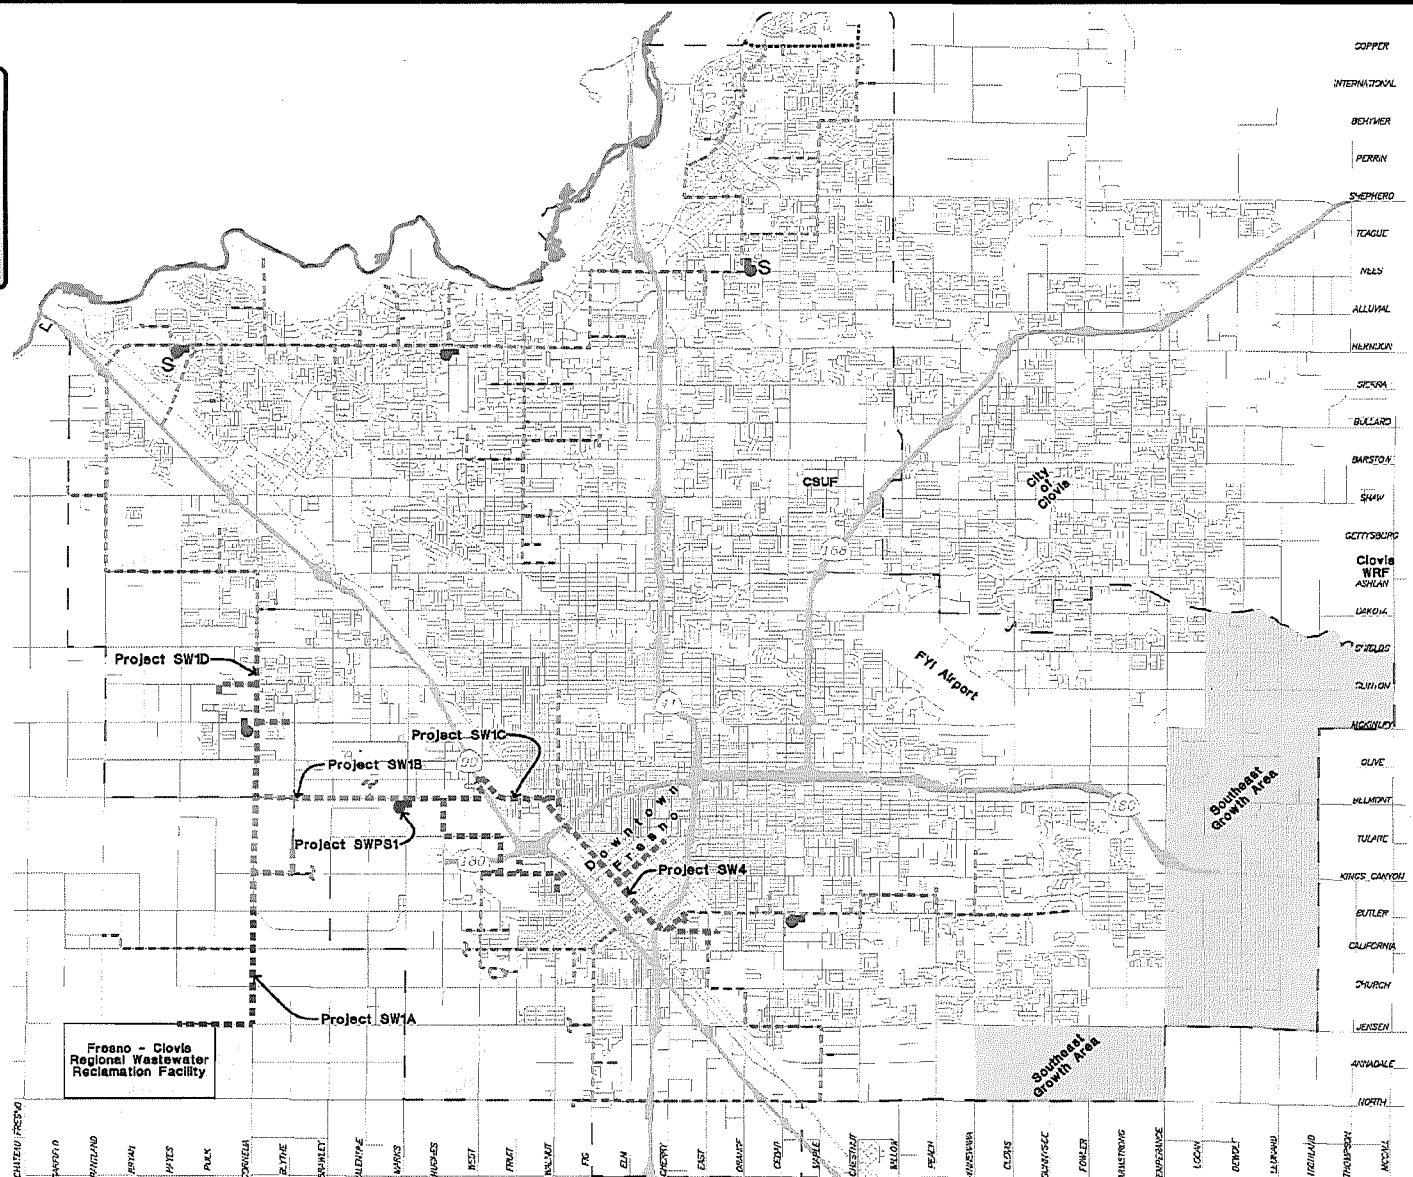 COPPER
INTERNATIONAL
BEHYMER
PERRIN
SHEPHERD
TEAGUE
S
NEES
ALLUVIAL
HERNDON
S
SIERRA
BULLARD
BARSTON
CSUF
City
of
Clovis
SHAW
GETTYSBURG
168
Clovis
WRF
ASHLAN
DAKOTA
SHIELDS
Project SW1D
FYI Airport
CLINTON
41
MCKINLEY
Project SW1C
OLIVE
99
Project SW1B
Southeast
Growth Area
BELMONT
180
Downtown
Fresno
TULARE
Project SWPS1
180
Project SW4
KINGS CANYON
BUTLER
CALIFORNIA
CHURCH
Project SW1A
JENSEN
Fresno - Clovis
Regional Wastewater
Reclamation Facility
Southeast
Growth Area
ANNADALE
NORTH
CHATEAU FRESNO
GARFIELD
GRANTLAND
BRYAN
HAYES
POLK
CORNELIA
BLYTHE
BRAWLEY
VALENTINE
MARKS
HUGHES
WEST
FRUIT
WALNUT
FIG
ELM
CHERRY
EAST
ORANGE
CEDAR
MAPLE
CHESTNUT
WILLOW
PEACH
MINNEWAWA
CLOVIS
SUNNYSIDE
FOWLER
ARMSTRONG
TEMPERANCE
LOCAN
DEWOLF
LEONARD
HIGHLAND
THOMPSON
MCCALL